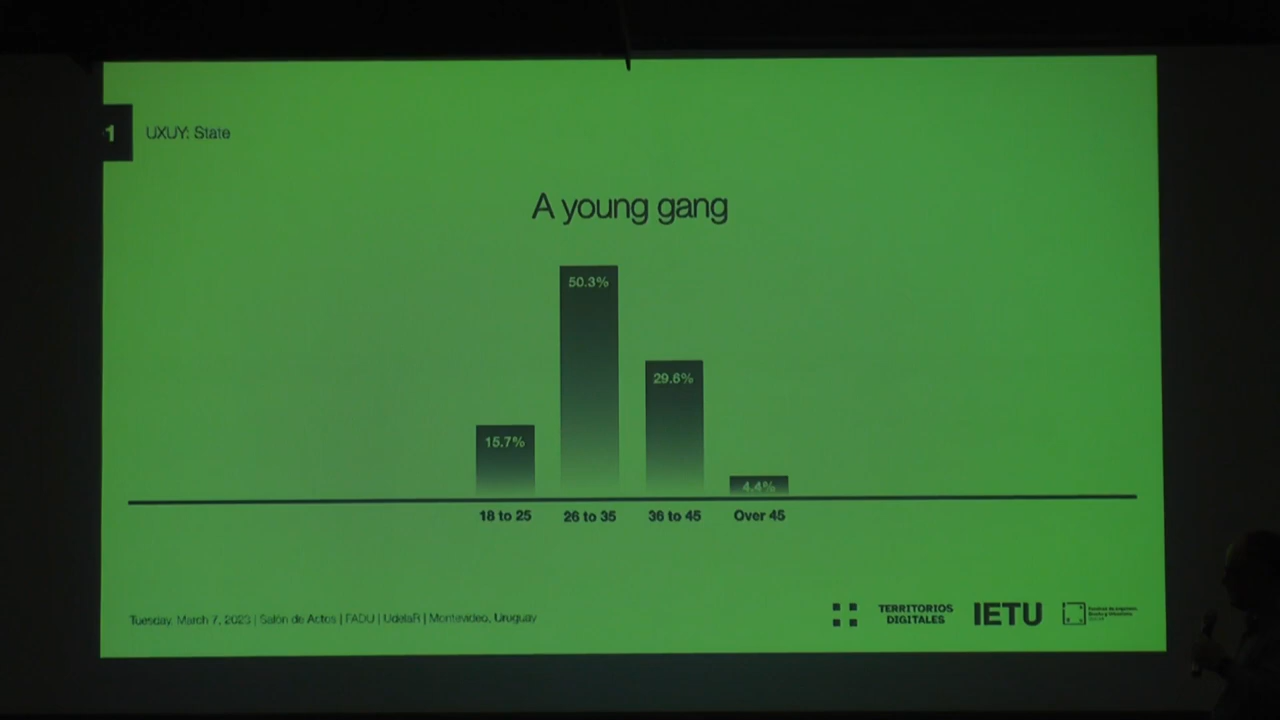 1
UXUY: State
A young gang
50.3%
29.6%
15.7%
4.4%
18 to 25
26 to 35
36 to 45
Over 45
Tuesday, March 7, 2023 | Salón de Actos | FADU | UdelaR | Montevideo, Uruguay
TERRITORIOS
DIGITALES
IETU